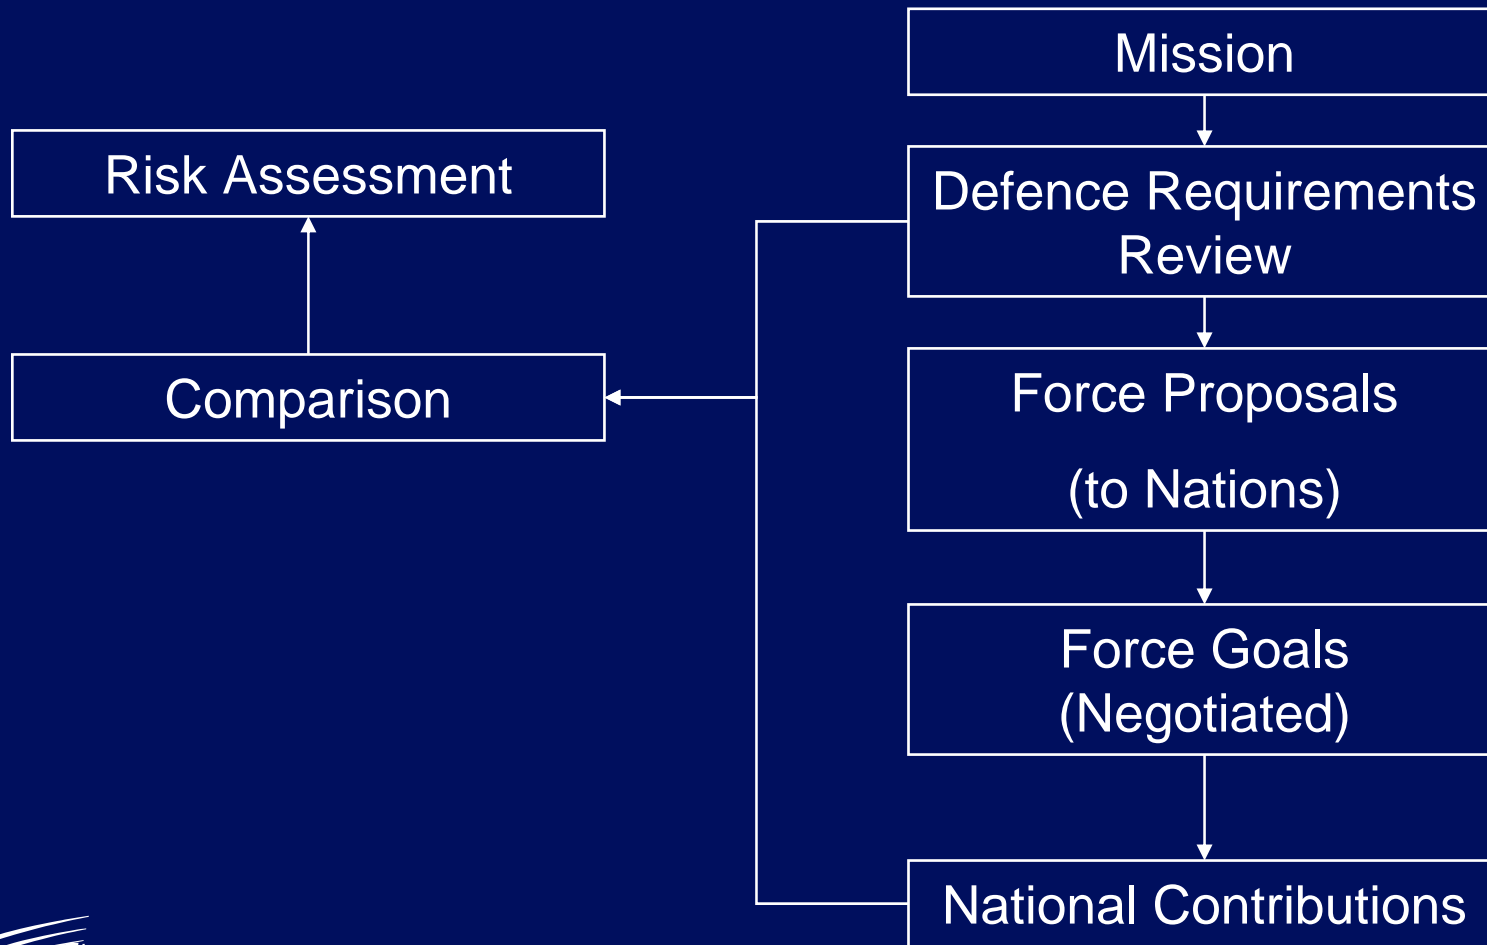 Mission
Risk Assessment
Defence Requirements
Review
Comparison
Force Proposals
(to Nations)
Force Goals
(Negotiated)
National Contributions